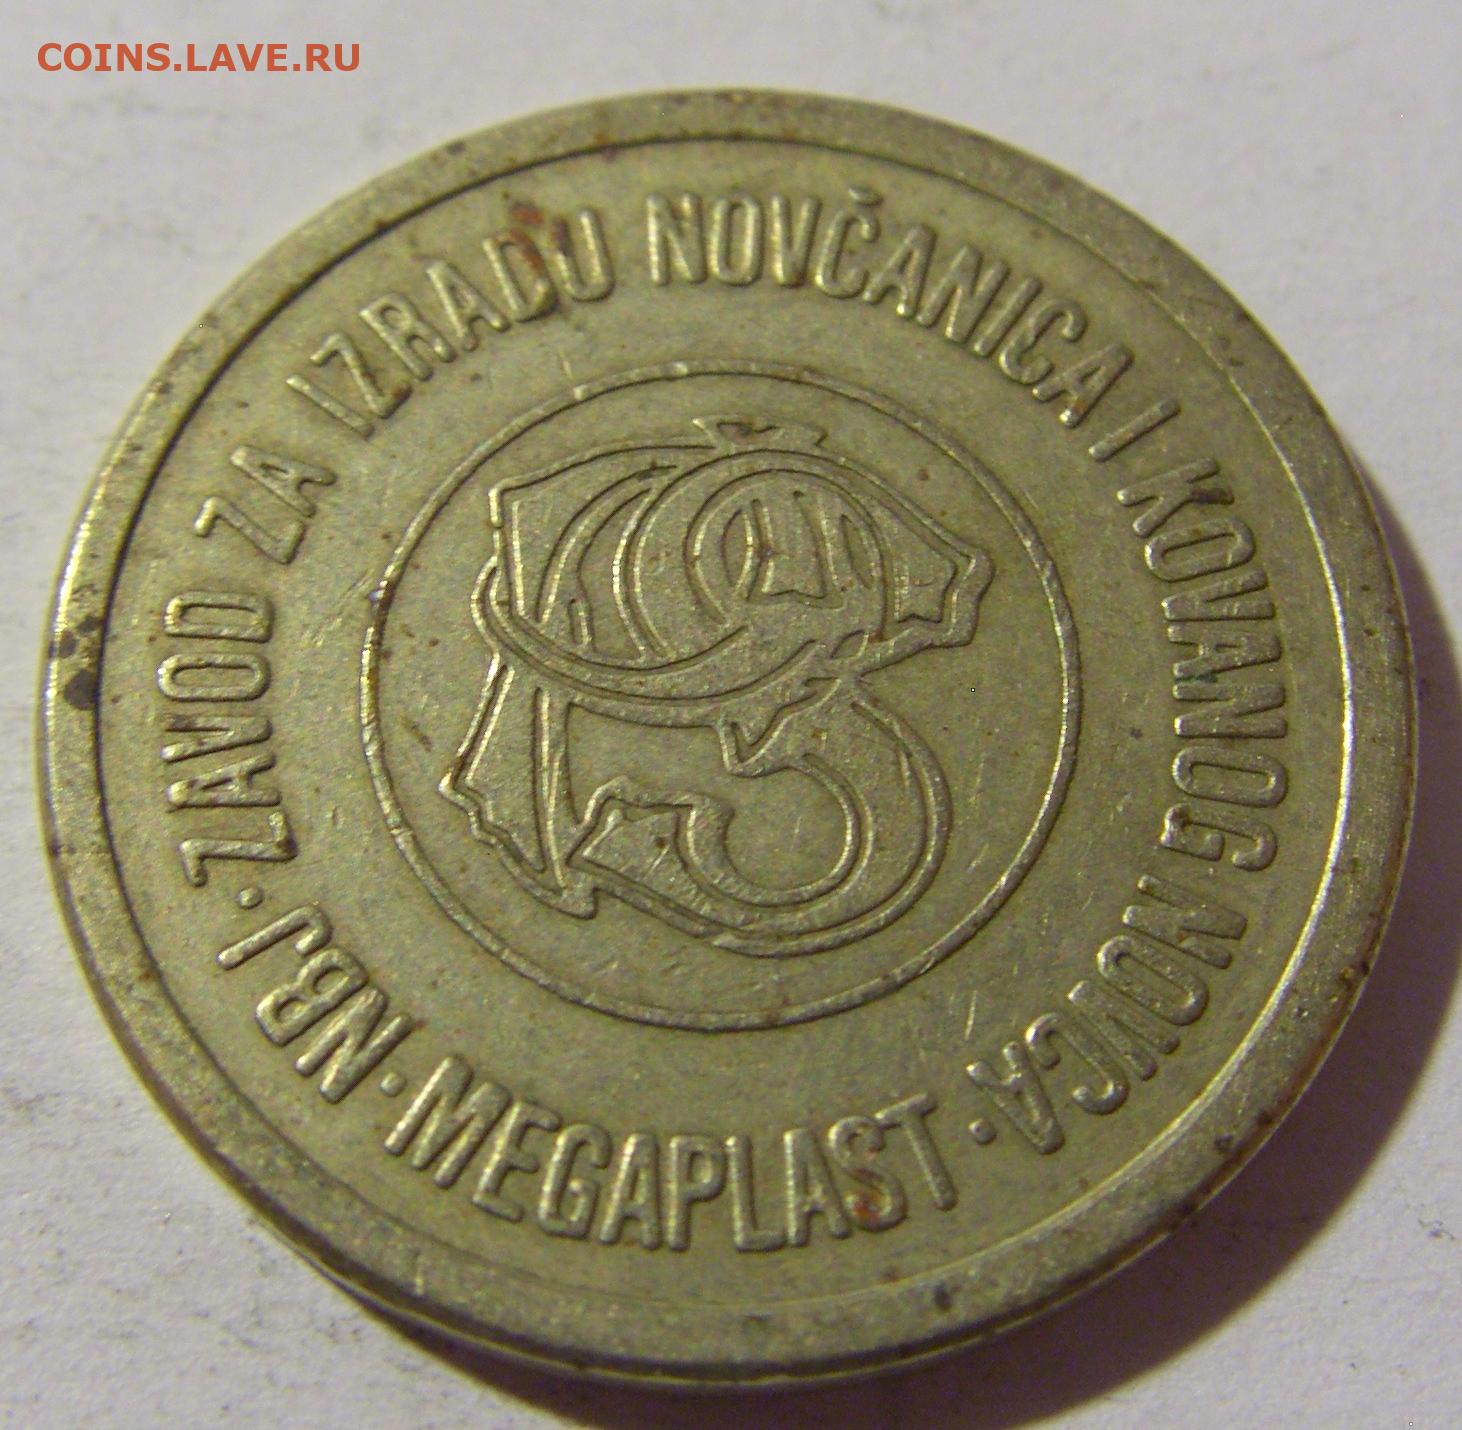 COINS.LAVE.RU
ZAVOD ZA IZRADU NOVČANICA I KOVANOG NOVCA · MEGAPLAST · NBJ ·